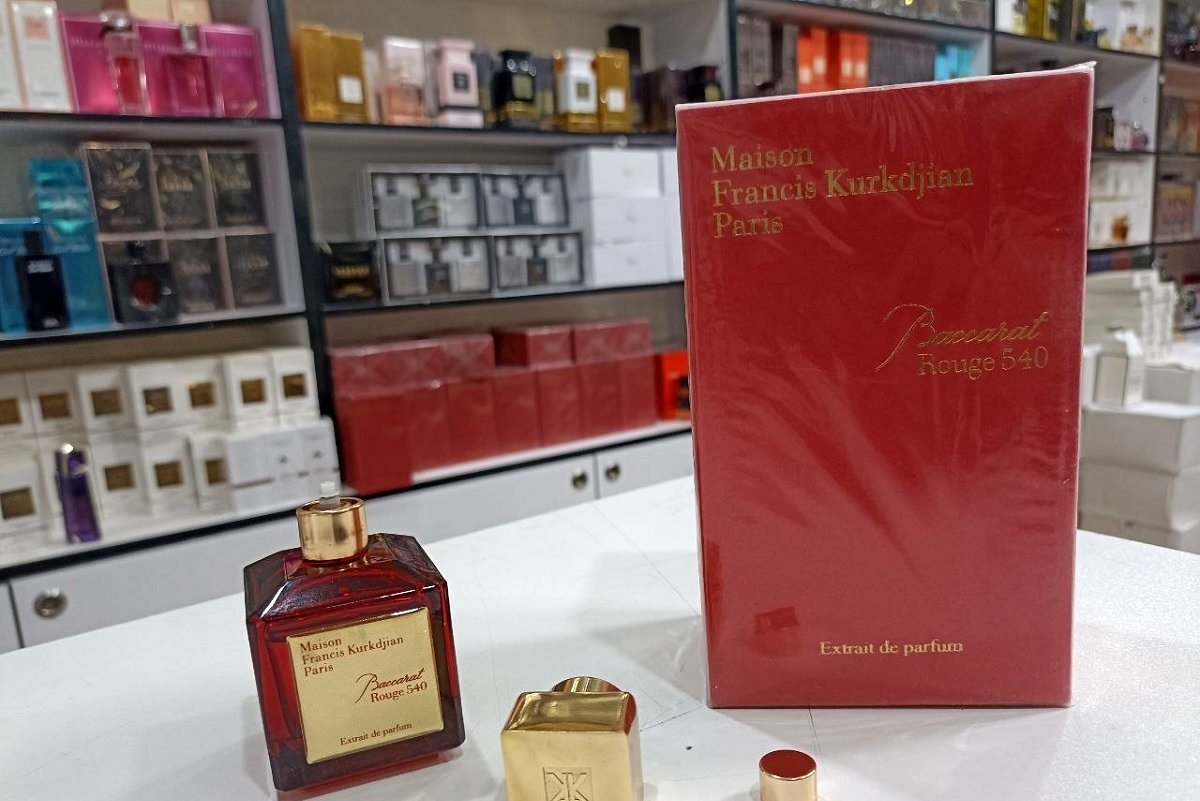 Maison
Francis Kurkdjian
Paris
Baccarat
Rouge 540
Extrait de parfum
Maison
Francis Kurkdjian
Paris
Baccarat
Rouge 540
Extrait de parfum